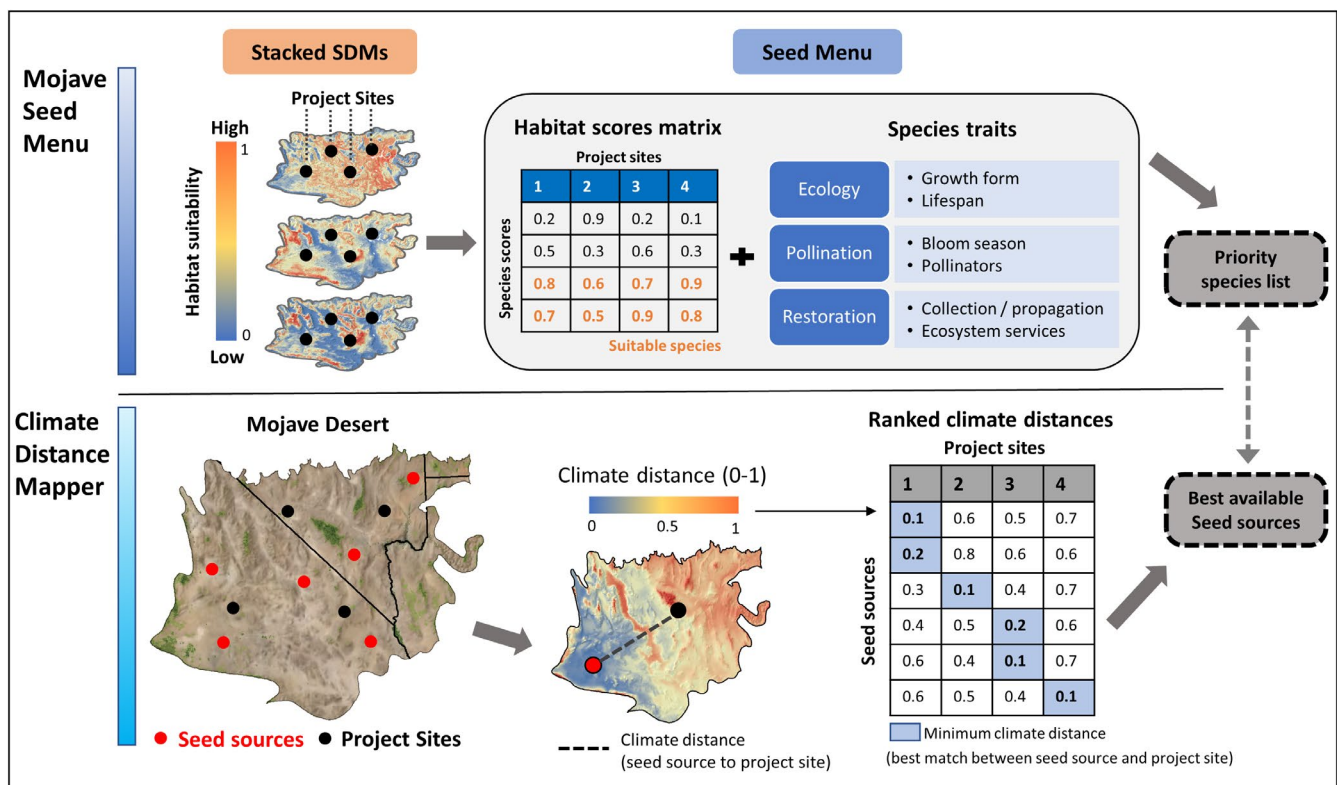 Mojave
Seed
Menu
Stacked SDMs
Seed Menu
Project Sites
High
1
Habitat suitability
0
Low
Habitat scores matrix
Project sites
Species scores
1 2 3 4
0.2 0.9 0.2 0.1
0.5 0.3 0.6 0.3
0.8 0.6 0.7 0.9
0.7 0.5 0.9 0.8
Suitable species
+
Species traits
Ecology
• Growth form
• Lifespan
Pollination
• Bloom season
• Pollinators
Restoration
• Collection / propagation
• Ecosystem services
Priority
species list
Climate
Distance
Mapper
Mojave Desert
Seed sources
Project Sites
Climate distance (0-1)
0 0.5 1
Climate distance
(seed source to project site)
Ranked climate distances
Project sites
Seed sources
1 2 3 4
0.1 0.6 0.5 0.7
0.2 0.8 0.6 0.6
0.3 0.1 0.4 0.7
0.4 0.5 0.2 0.6
0.6 0.4 0.1 0.7
0.6 0.5 0.4 0.1
Minimum climate distance
(best match between seed source and project site)
Best available
Seed sources